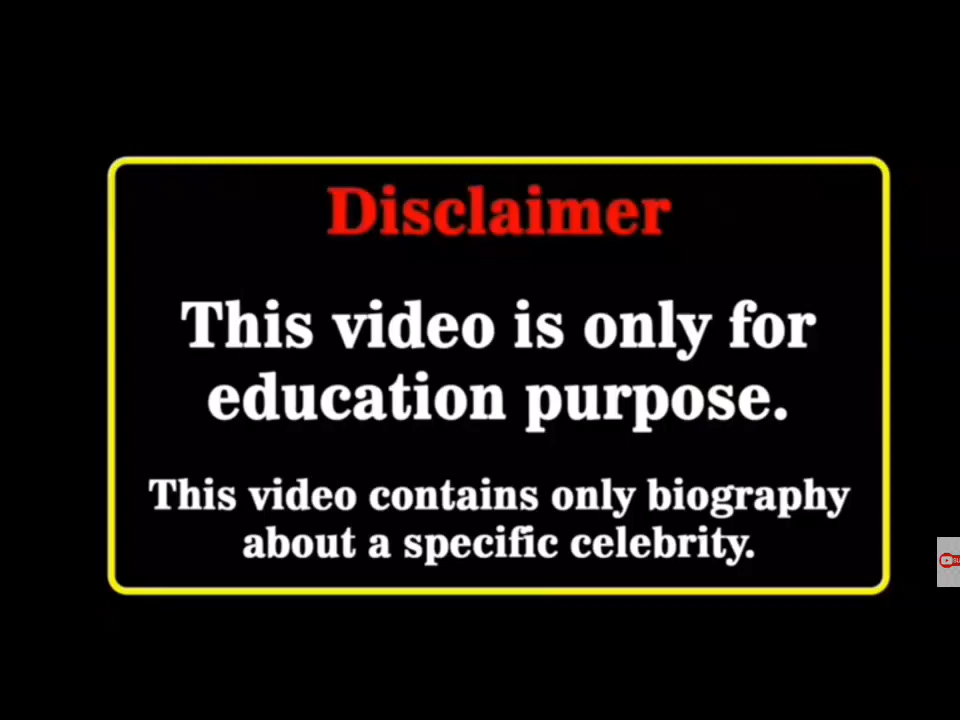 Disclaimer
This video is only for
education purpose.
This video contains only biography
about a specific celebrity.